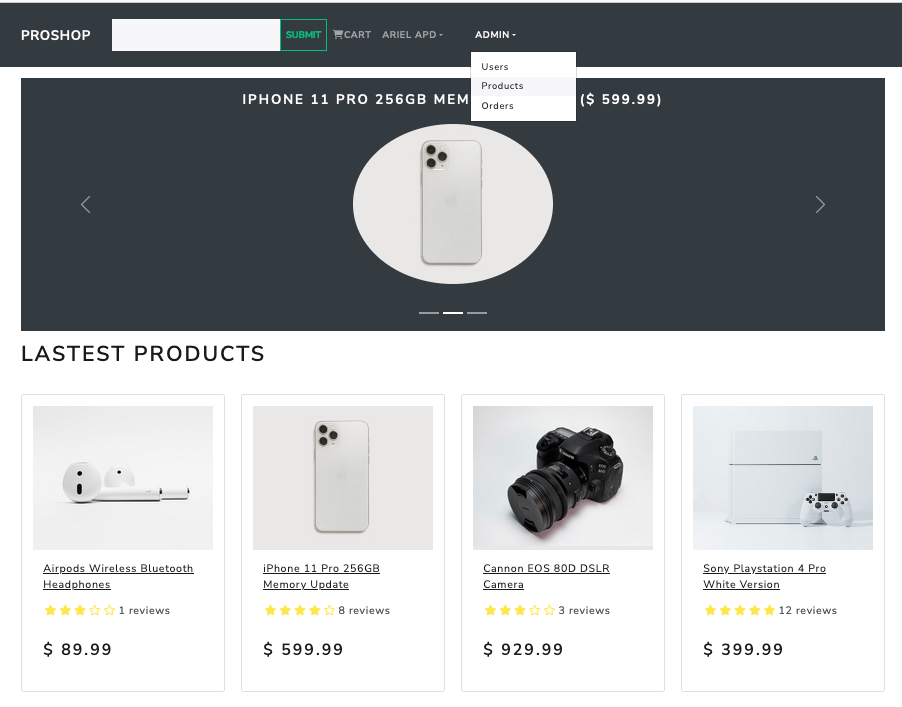 PROSHOP SUBMIT CART ARIEL APD ADMIN
Users
Products
Orders
IPHONE 11 PRO 256GB MEM ($ 599.99)
LASTEST PRODUCTS
Airpods Wireless Bluetooth
Headphones
1 reviews
$ 89.99
iPhone 11 Pro 256GB
Memory Update
8 reviews
$ 599.99
Cannon EOS 80D DSLR
Camera
3 reviews
$ 929.99
Sony Playstation 4 Pro
White Version
12 reviews
$ 399.99